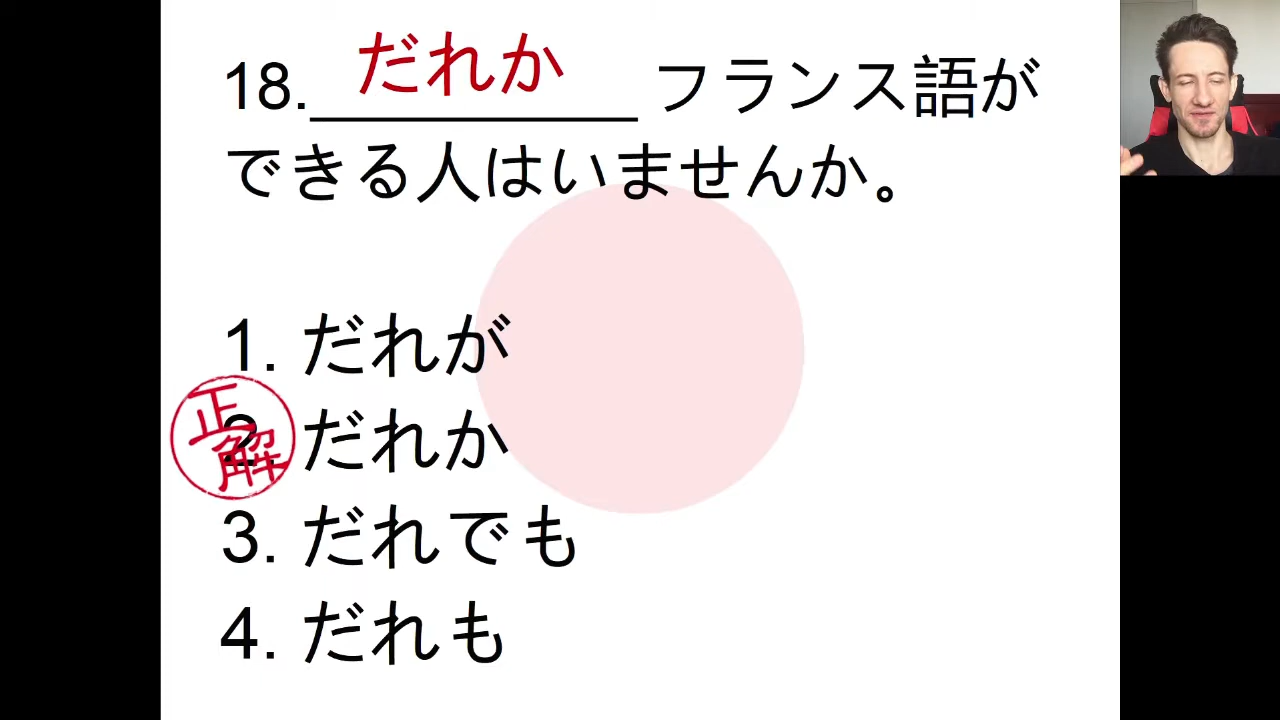 18. だれか フランス語が
できる人はいませんか。
1. だれが
2. だれか
正解
3. だれでも
4. だれも